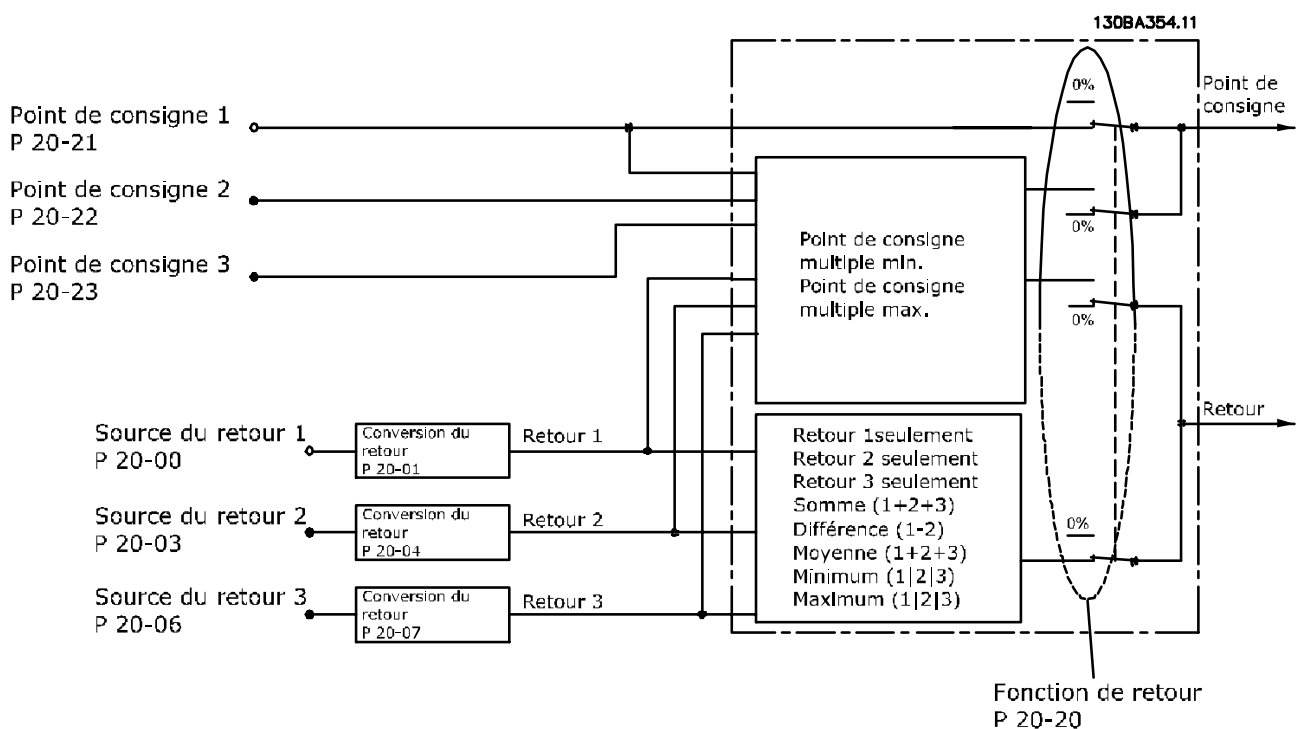 130BA354.11
Point de consigne 1
P 20-21
Point de consigne 2
P 20-22
Point de consigne 3
P 20-23
0%
Point de
consigne
0%
Point de consigne
multiple min.
Point de consigne
multiple max.
0%
Source du retour 1
P 20-00
Conversion du
retour
P 20-01
Retour 1
Source du retour 2
P 20-03
Conversion du
retour
P 20-04
Retour 2
Source du retour 3
P 20-06
Conversion du
retour
P 20-07
Retour 3
Retour 1seulement
Retour 2 seulement
Retour 3 seulement
Somme (1+2+3)
Différence (1-2)
Moyenne (1+2+3)
Minimum (1|2|3)
Maximum (1|2|3)
0%
Retour
Fonction de retour
P 20-20